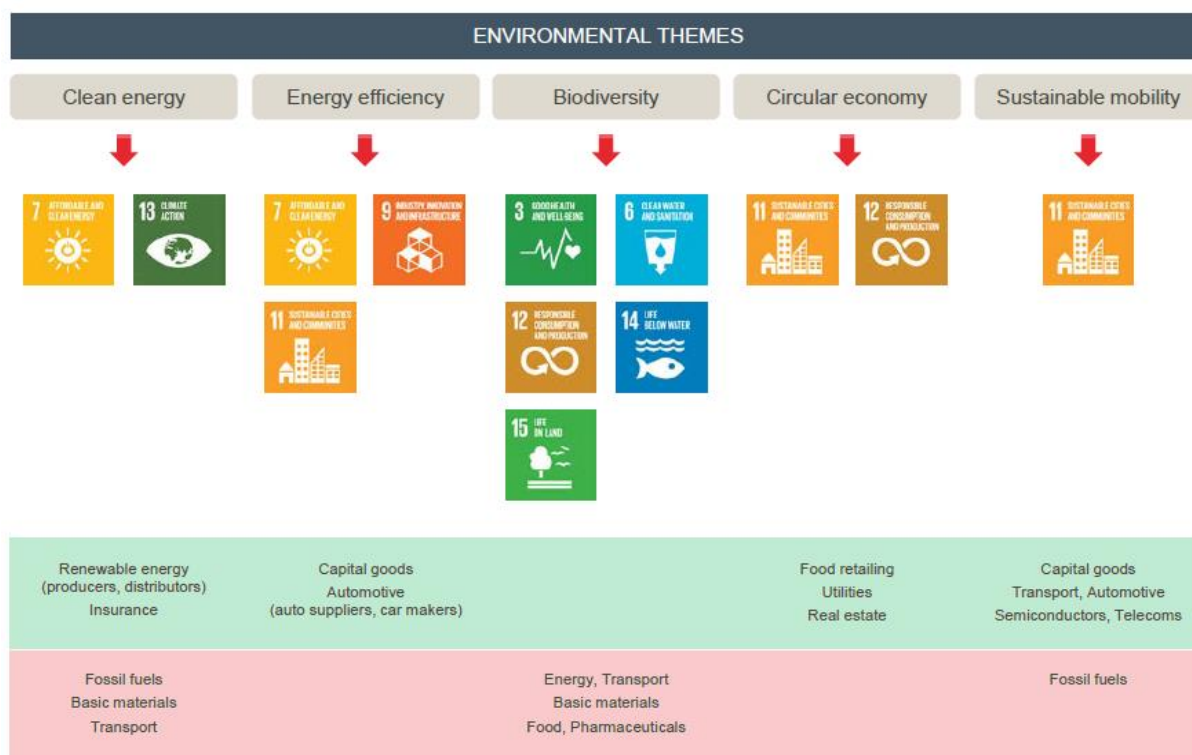 ENVIRONMENTAL THEMES
Clean energy
Energy efficiency
Biodiversity
Circular economy
Sustainable mobility
7 AFFORDABLE AND
CLEAN ENERGY
13 CLIMATE
ACTION
7 AFFORDABLE AND
CLEAN ENERGY
9 INDUSTRY, INNOVATION
AND INFRASTRUCTURE
11 SUSTAINABLE CITIES
AND COMMUNITIES
3 GOOD HEALTH
AND WELL-BEING
6 CLEAN WATER
AND SANITATION
12 RESPONSIBLE
CONSUMPTION
AND PRODUCTION
14 LIFE
BELOW WATER
15 LIFE
ON LAND
11 SUSTAINABLE CITIES
AND COMMUNITIES
12 RESPONSIBLE
CONSUMPTION
AND PRODUCTION
11 SUSTAINABLE CITIES
AND COMMUNITIES
Renewable energy
(producers, distributors)
Insurance
Capital goods
Automotive
(auto suppliers, car makers)
Food retailing
Utilities
Real estate
Capital goods
Transport, Automotive
Semiconductors, Telecoms
Fossil fuels
Basic materials
Transport
Energy, Transport
Basic materials
Food, Pharmaceuticals
Fossil fuels